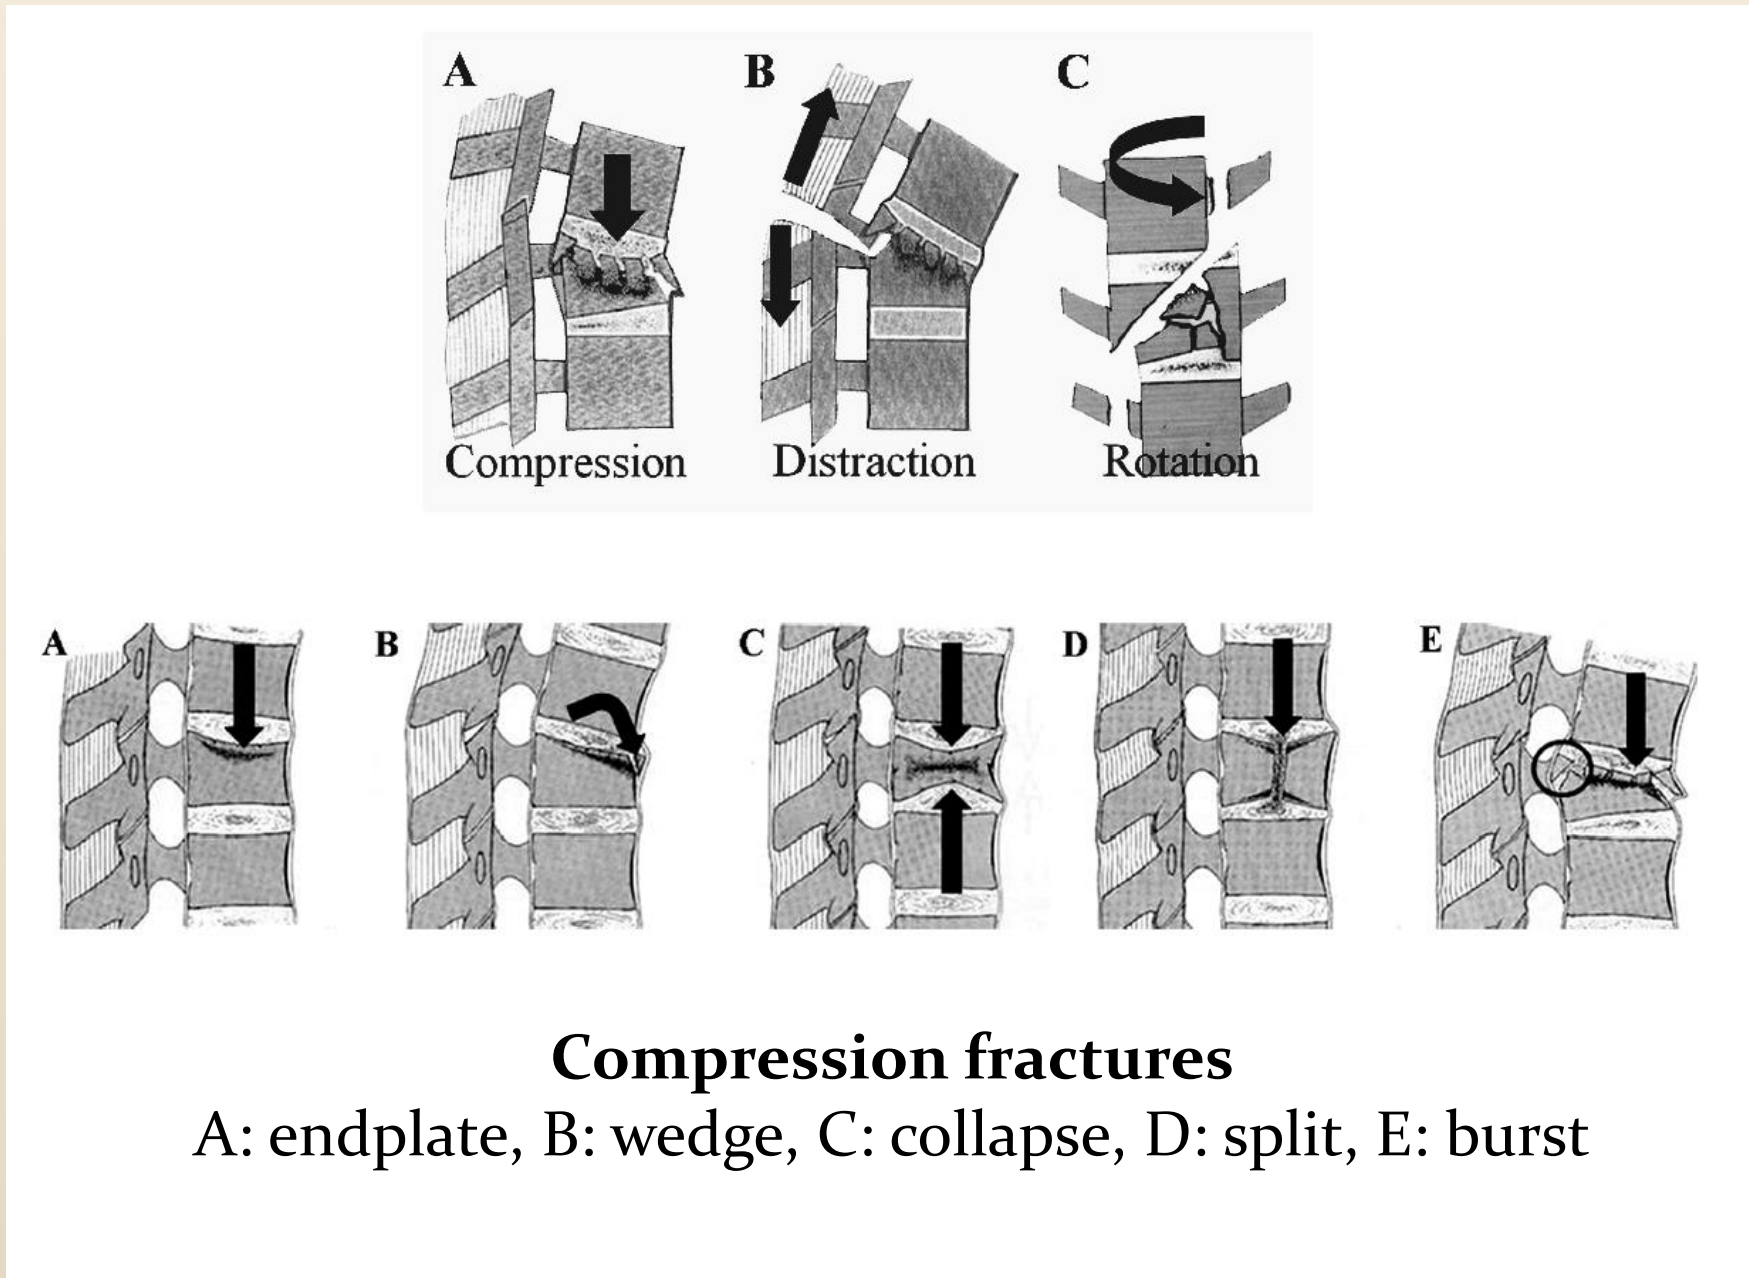 A B C
Compression Distraction Rotation
A B C D E
Compression fractures
A: endplate, B: wedge, C: collapse, D: split, E: burst